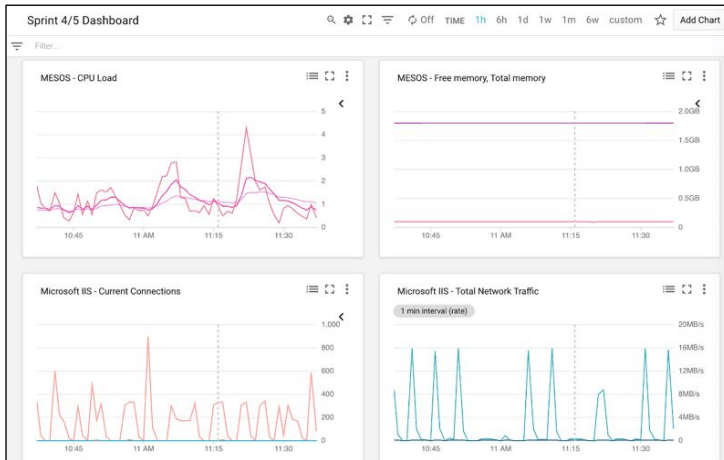 Sprint 4/5 Dashboard
Off TIME 1h 6h 1d 1w 1m 6w custom Add Chart
Filter...
MESOS - CPU Load
5
4
3
2
1
0
10:45 11 AM 11:15 11:30
MESOS - Free memory, Total memory
2.0GB
1.5GB
1.0GB
0.5GB
0
10:45 11 AM 11:15 11:30
Microsoft IIS - Current Connections
1,000
800
600
400
200
0
10:45 11 AM 11:15 11:30
Microsoft IIS - Total Network Traffic
1 min interval (rate)
20MB/s
16MB/s
12MB/s
8MB/s
4MB/s
0
10:45 11 AM 11:15 11:30